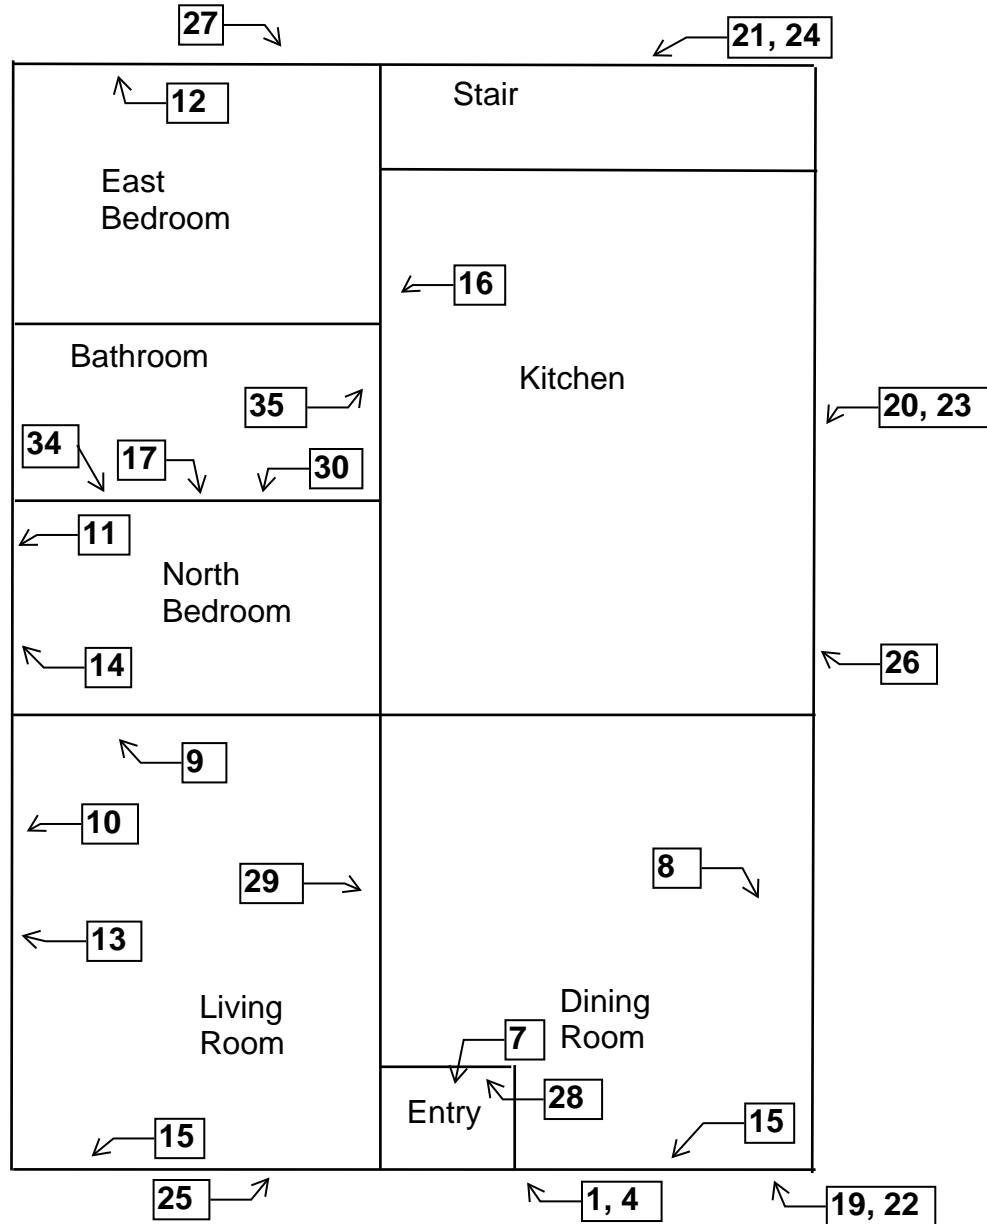 27
21, 24
12
Stair
East
Bedroom
16
Bathroom
Kitchen
35
20, 23
34
17
30
11
North
Bedroom
14
26
9
10
29
8
13
Living
Room
Dining
Room
7
Entry
28
15
15
25
1, 4
19, 22